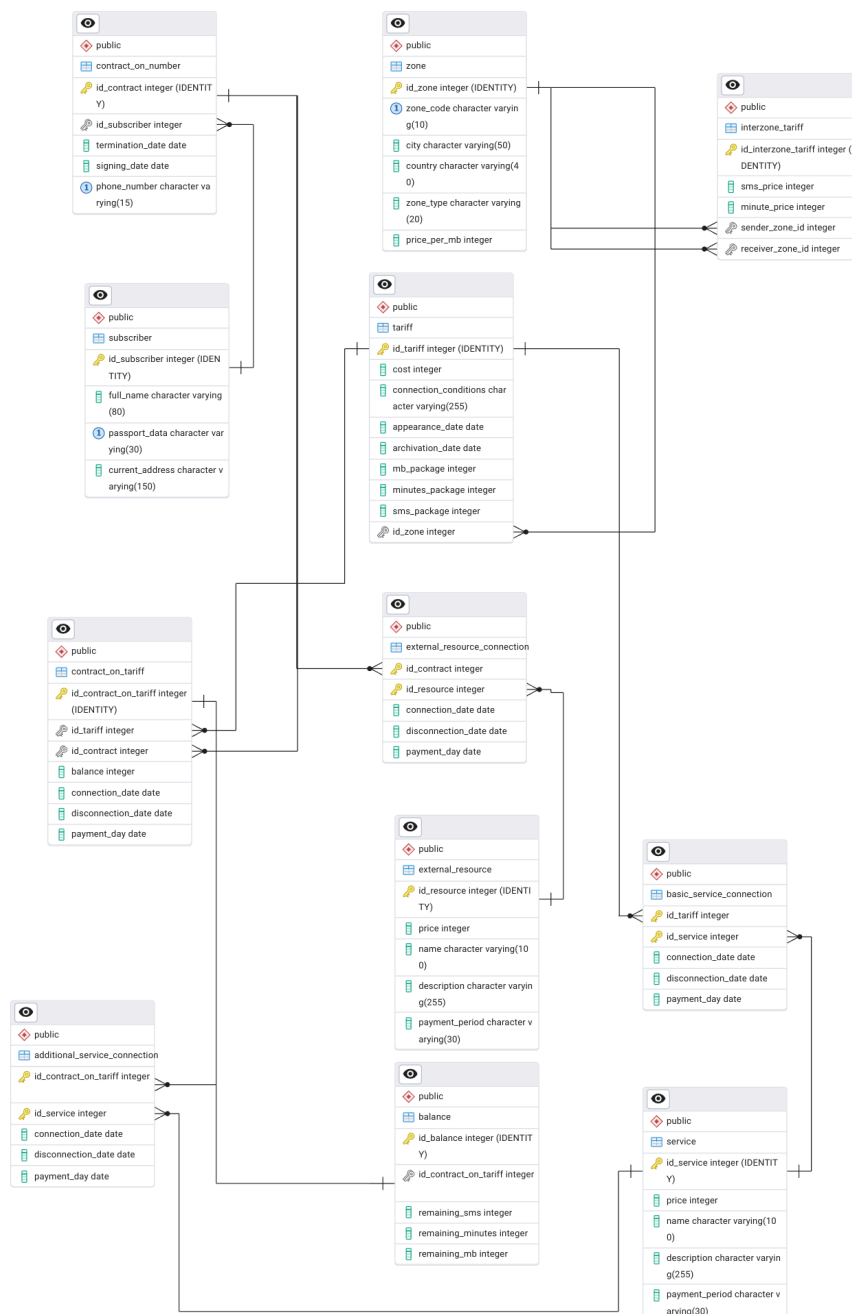 public
contract_on_number
id_contract integer (IDENTIT
Y)
id_subscriber integer
termination_date date
signing_date date
1 phone_number character va
rying(15)
public
zone
id_zone integer (IDENTITY)
1 zone_code character varyin
g(10)
city character varying(50)
country character varying(4
0)
zone_type character varying
(20)
price_per_mb integer
public
interzone_tariff
id_interzone_tariff integer (I
DENTITY)
sms_price integer
minute_price integer
sender_zone_id integer
receiver_zone_id integer
public
subscriber
id_subscriber integer (IDEN
TITY)
full_name character varying
(80)
1 passport_data character var
ying(30)
current_address character v
arying(150)
public
tariff
id_tariff integer (IDENTITY)
cost integer
connection_conditions char
acter varying(255)
appearance_date date
archivation_date date
mb_package integer
minutes_package integer
sms_package integer
id_zone integer
public
contract_on_tariff
id_contract_on_tariff integer
(IDENTITY)
id_tariff integer
id_contract integer
balance integer
connection_date date
disconnection_date date
payment_day date
public
external_resource_connection
id_contract integer
id_resource integer
connection_date date
disconnection_date date
payment_day date
public
external_resource
id_resource integer (IDENTI
TY)
price integer
name character varying(10
0)
description character varyin
g(255)
payment_period character v
arying(30)
public
basic_service_connection
id_tariff integer
id_service integer
connection_date date
disconnection_date date
payment_day date
public
additional_service_connection
id_contract_on_tariff integer
id_service integer
connection_date date
disconnection_date date
payment_day date
public
balance
id_balance integer (IDENTIT
Y)
id_contract_on_tariff integer
remaining_sms integer
remaining_minutes integer
remaining_mb integer
public
service
id_service integer (IDENTIT
Y)
price integer
name character varying(10
0)
description character varyin
g(255)
payment_period character v
arying(30)